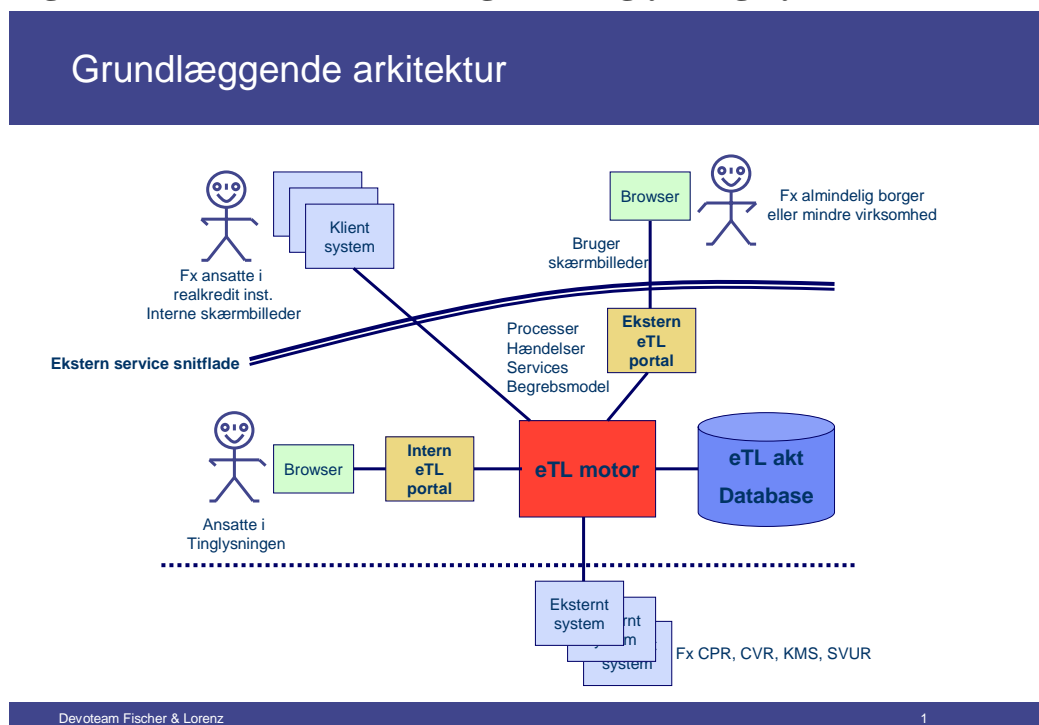 Grundlæggende arkitektur
Klient
system
Browser
Fx almindelig borger
eller mindre virksomhed
Bruger
skærmbilleder
Fx ansatte i
realkredit inst.
Interne skærmbilleder
Ekstern service snitflade
Processer
Hændelser
Services
Begrebsmodel
Ekstern
eTL
portal
Browser
Intern
eTL
portal
eTL motor
eTL akt
Database
Ansatte i
Tinglysningen
Eksternt
system
system
Fx CPR, CVR, KMS, SVUR
Devoteam Fischer & Lorenz
1